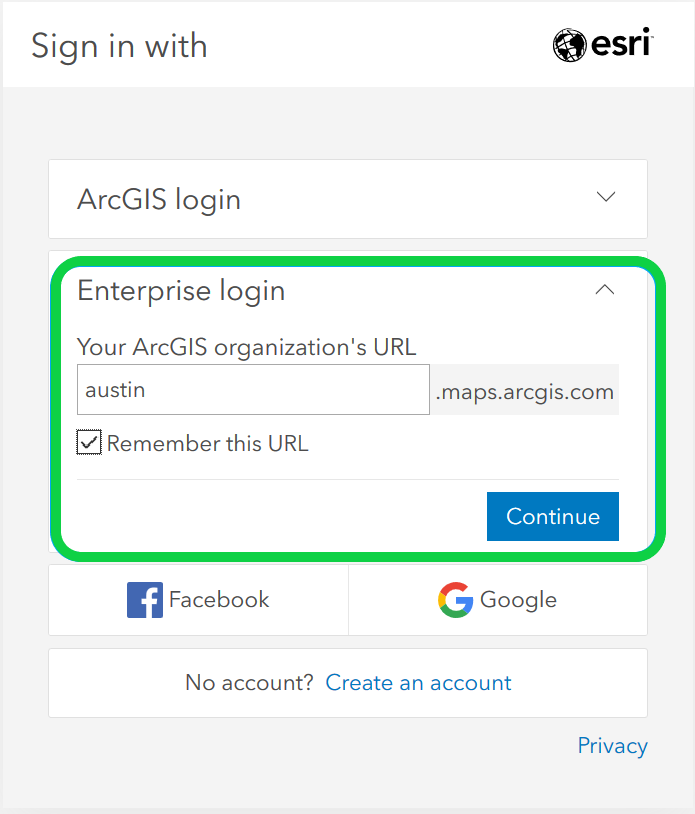 Sign in with
esri
ArcGIS login
Enterprise login
Your ArcGIS organization's URL
austin .maps.arcgis.com
Remember this URL
Continue
Facebook Google
No account? Create an account
Privacy